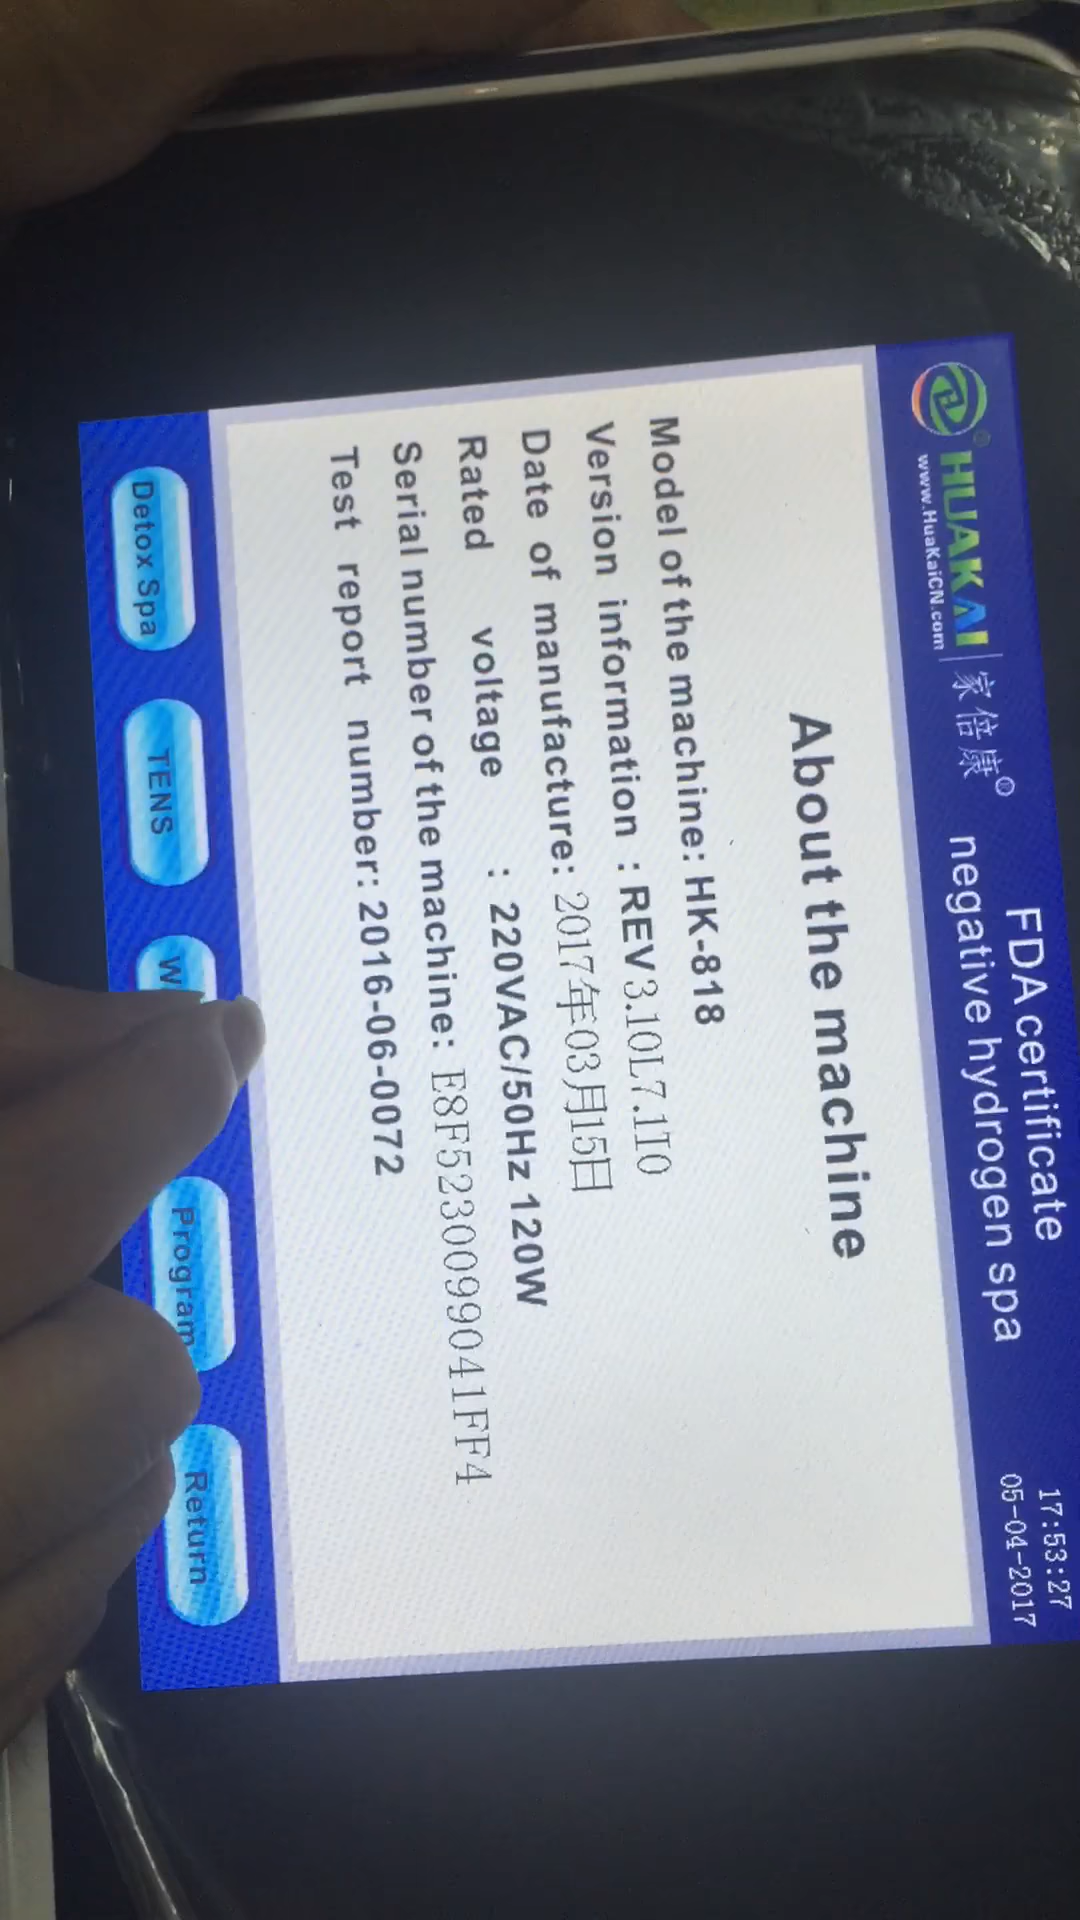 HUAKAI 家倍康®
www.HuaKaiCN.com
FDA certificate
negative hydrogen spa
17:53:27
05-04-2017
About the machine
Model of the machine: HK-818
Version information : REV 3.10L7.1T0
Date of manufacture: 2017年03月15日
Rated voltage : 220VAC/50Hz 120W
Serial number of the machine: E8F5230099041FF4
Test report number: 2016-06-0072
Detox Spa
TENS
Program
Return